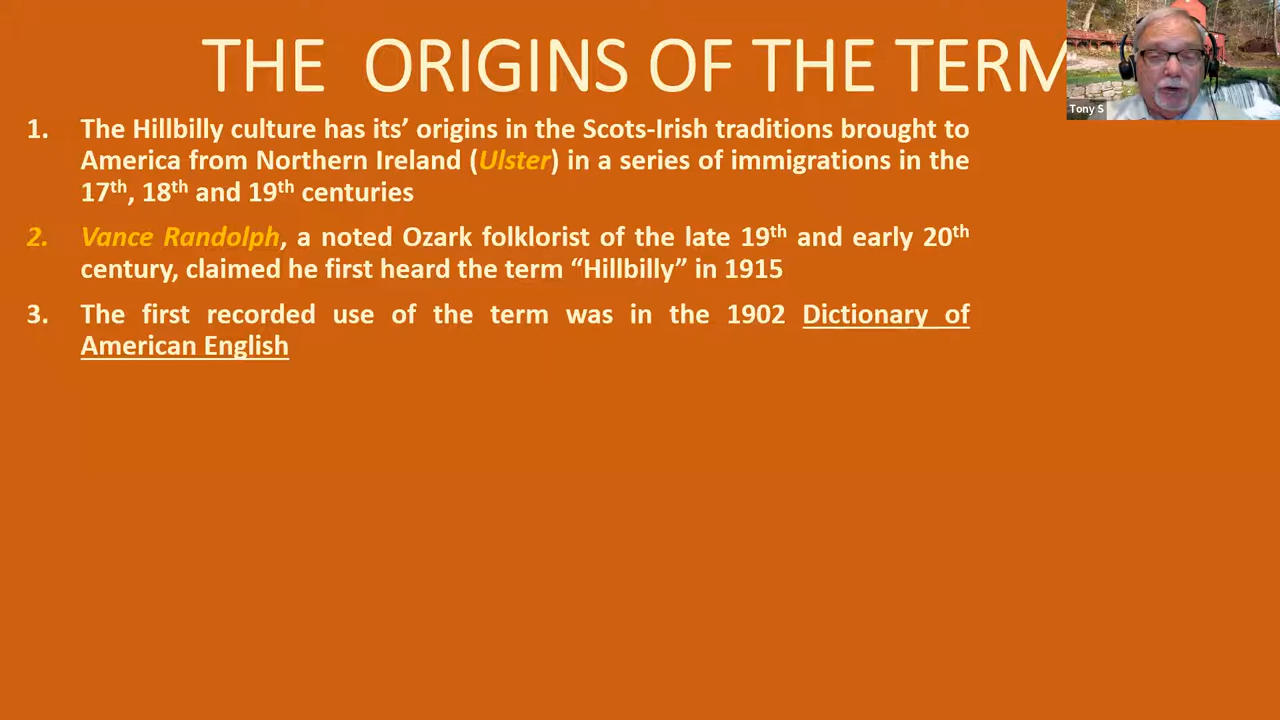 THE ORIGINS OF THE TERM
Tony S
1. The Hillbilly culture has its’ origins in the Scots-Irish traditions brought to
America from Northern Ireland (Ulster) in a series of immigrations in the
17th, 18th and 19th centuries
2. Vance Randolph, a noted Ozark folklorist of the late 19th and early 20th
century, claimed he first heard the term “Hillbilly” in 1915
3. The first recorded use of the term was in the 1902 Dictionary of
American English